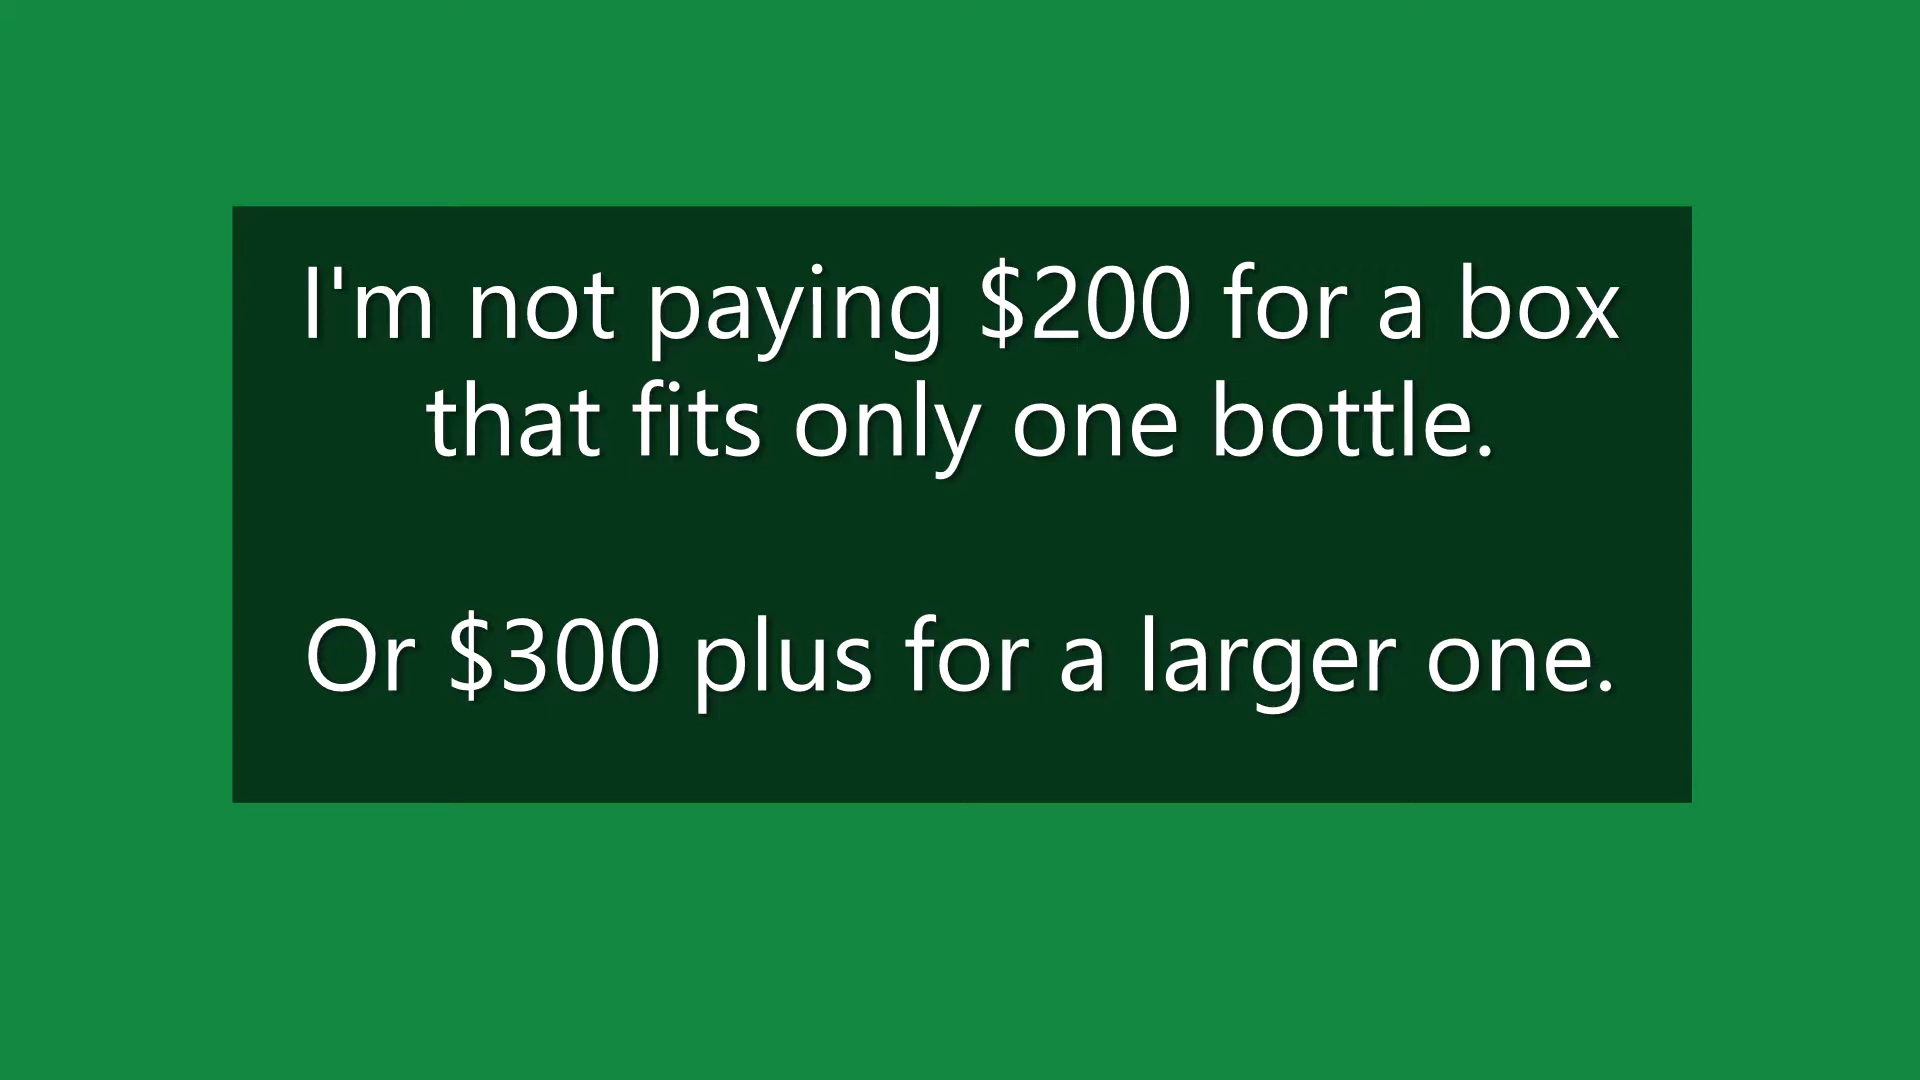 I'm not paying $200 for a box
that fits only one bottle.
Or $300 plus for a larger one.